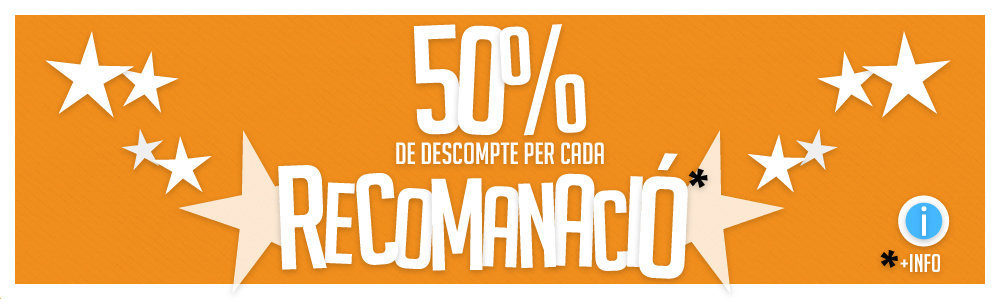 50%
DE DESCOMPTE PER CADA
RECOMANACIÓ*
i
*+INFO